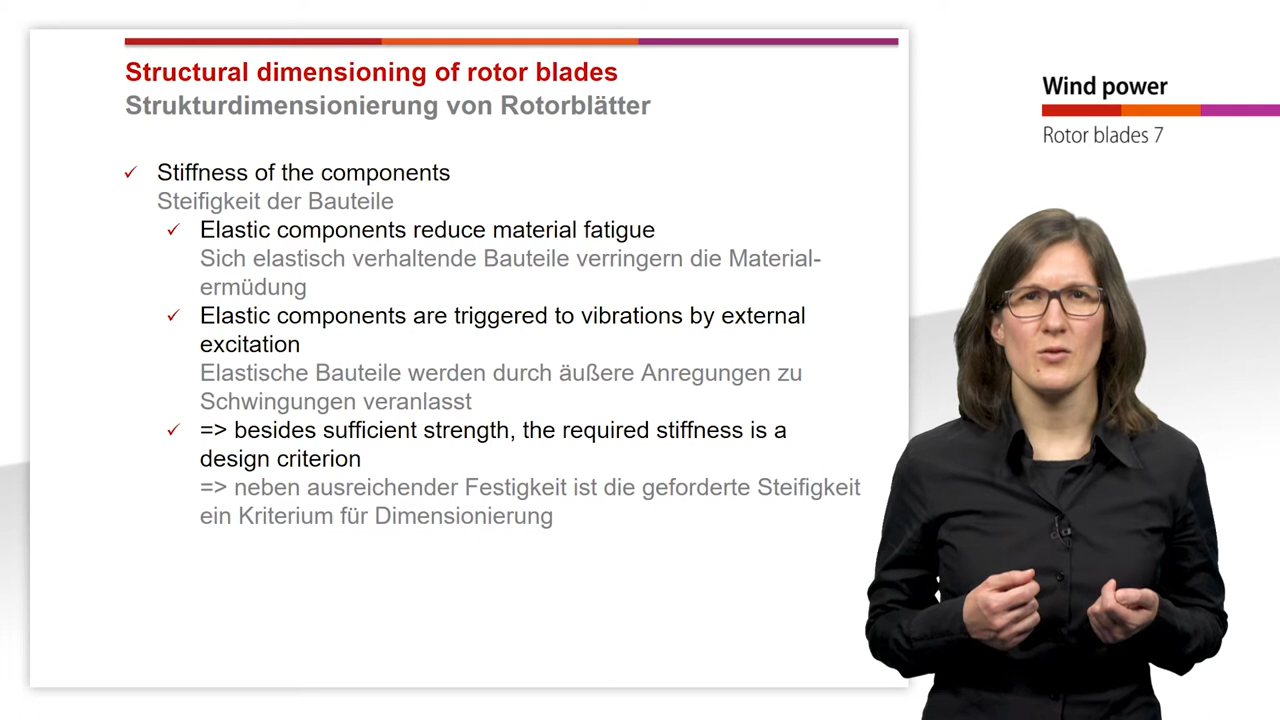 Structural dimensioning of rotor blades
Strukturdimensionierung von Rotorblätter
Stiffness of the components
Steifigkeit der Bauteile
Elastic components reduce material fatigue
Sich elastisch verhaltende Bauteile verringern die Material-
ermüdung
Elastic components are triggered to vibrations by external
excitation
Elastische Bauteile werden durch äußere Anregungen zu
Schwingungen veranlasst
=> besides sufficient strength, the required stiffness is a
design criterion
=> neben ausreichender Festigkeit ist die geforderte Steifigkeit
ein Kriterium für Dimensionierung
Wind power
Rotor blades 7